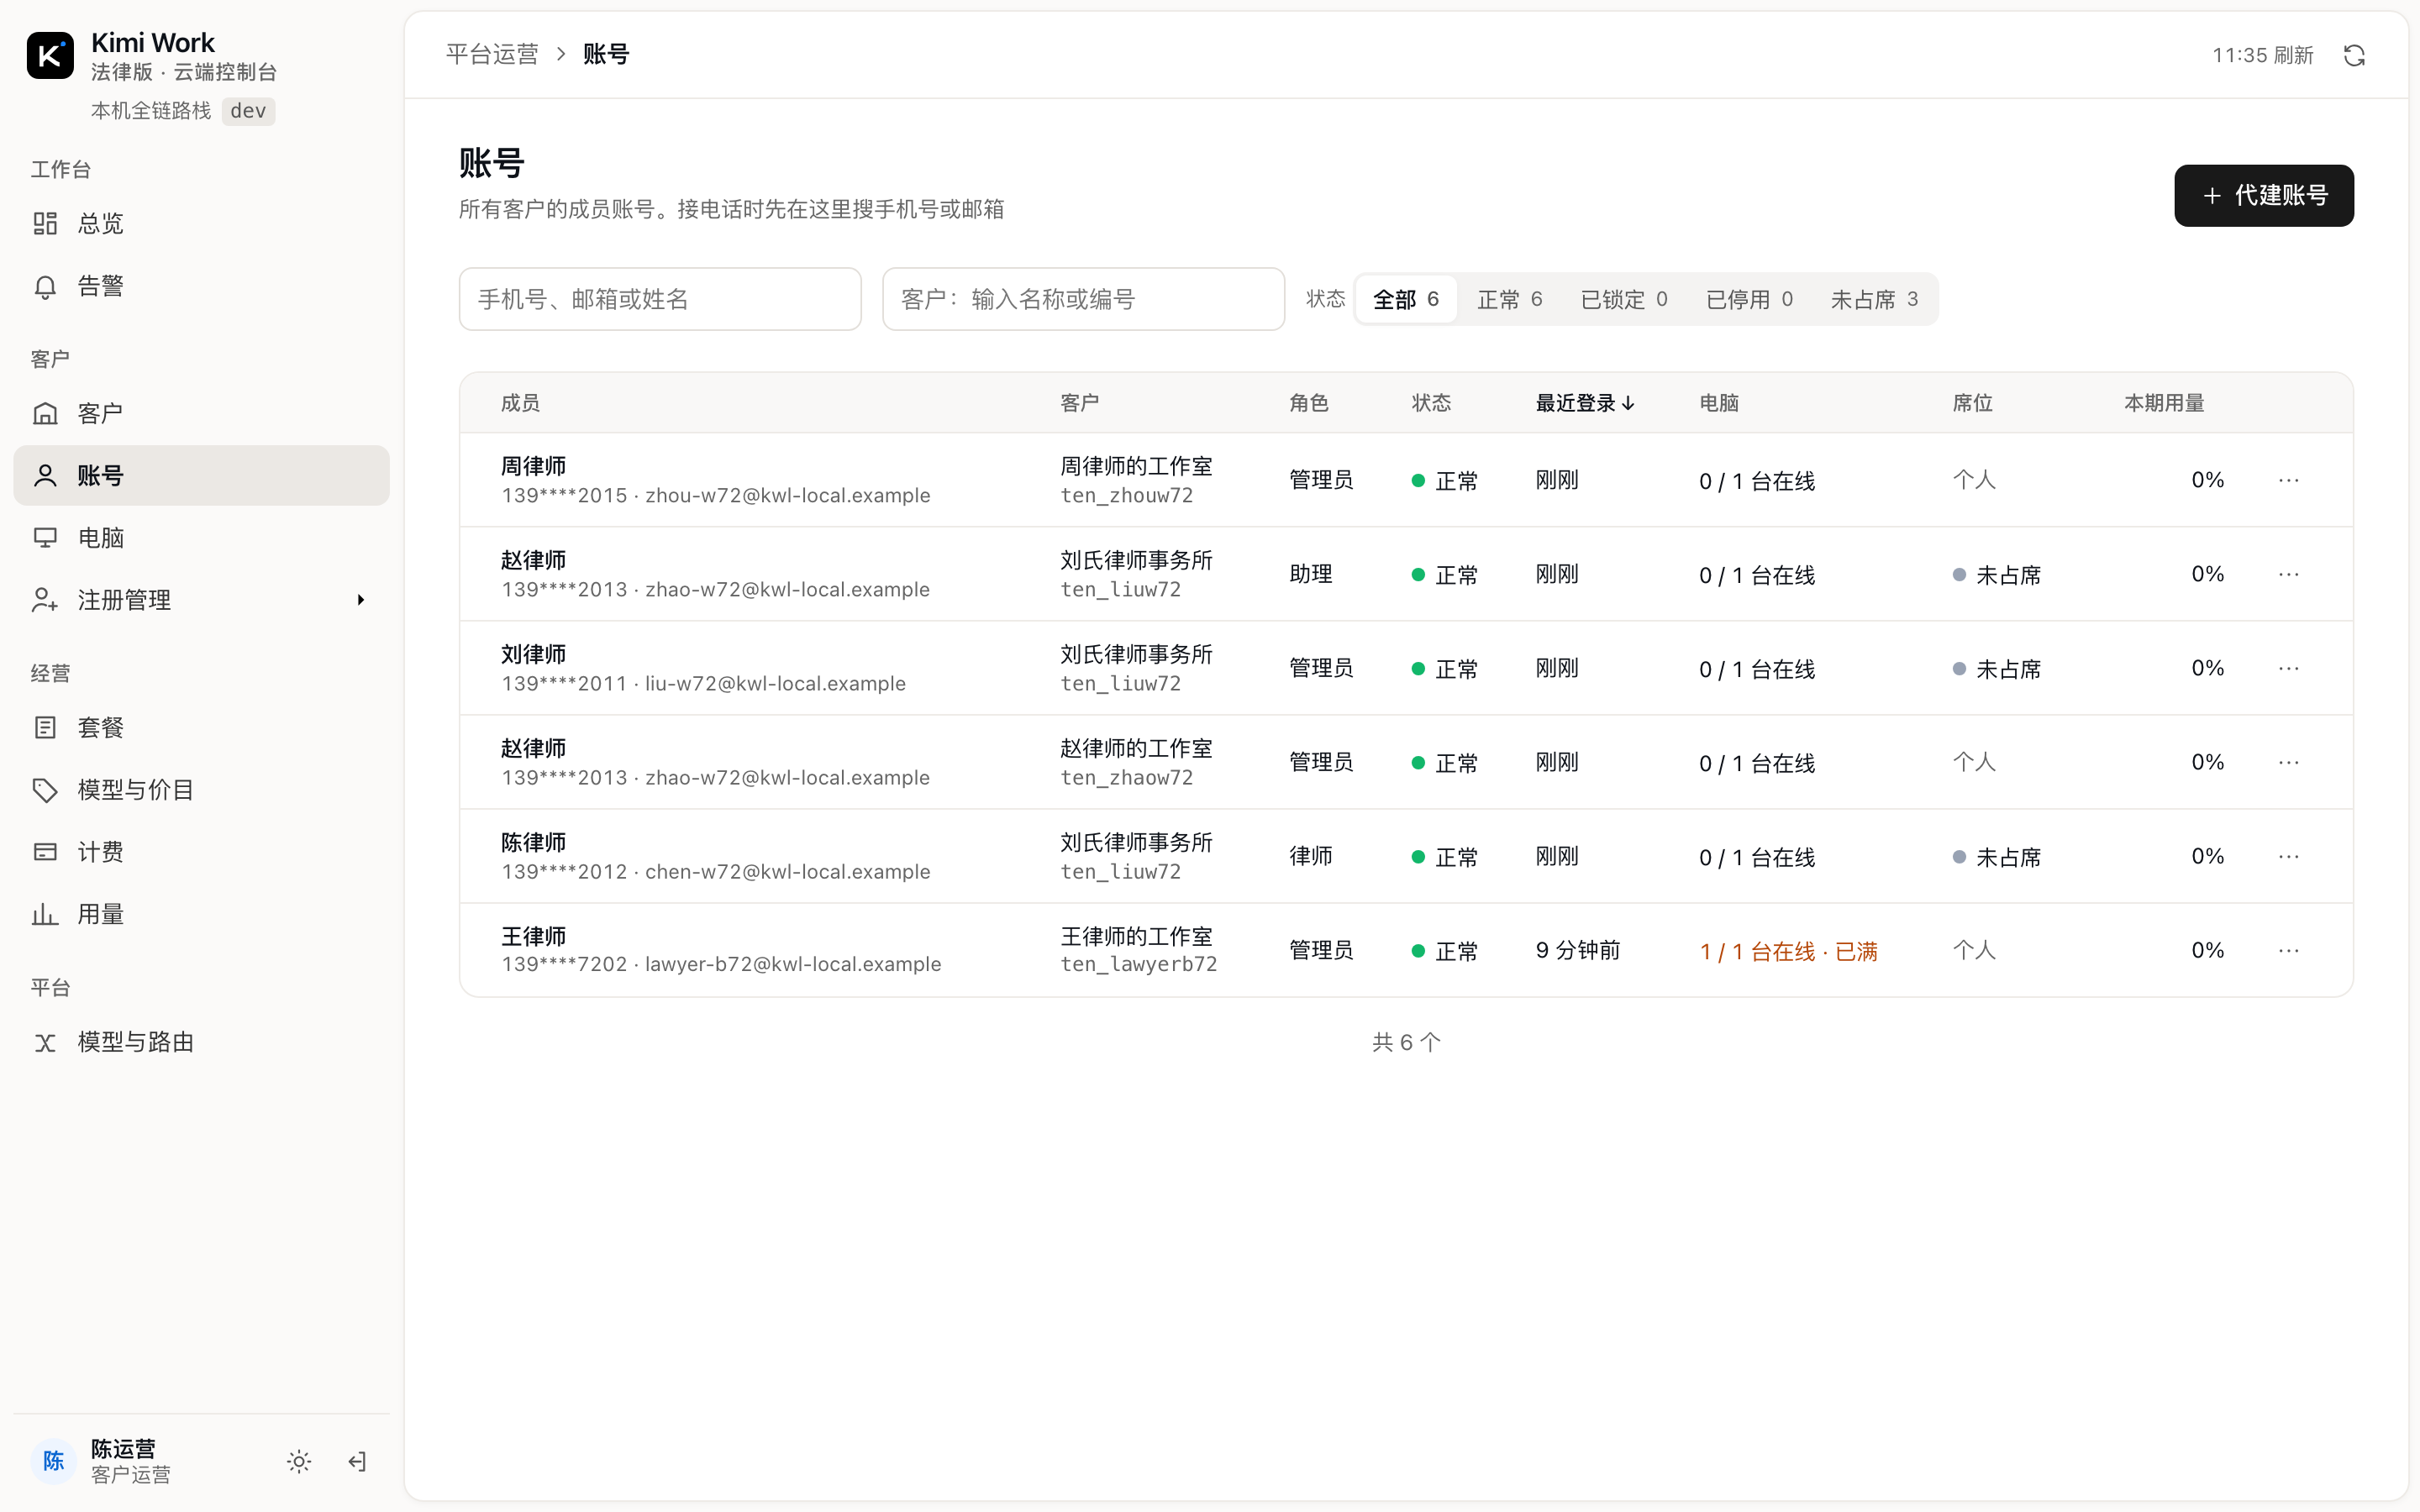 Kimi Work
法律版 · 云端控制台
本机全链路栈 dev
工作台
总览
告警
客户
客户
账号
电脑
注册管理
经营
套餐
模型与价目
计费
用量
平台
模型与路由
陈 陈运营
客户运营
平台运营 > 账号
11:35 刷新
账号
所有客户的成员账号。接电话时先在这里搜手机号或邮箱
+ 代建账号
手机号、邮箱或姓名
客户：输入名称或编号
状态 全部 6 正常 6 已锁定 0 已停用 0 未占席 3
成员 客户 角色 状态 最近登录 ↓ 电脑 席位 本期用量
周律师 周律师的工作室 管理员 正常 刚刚 0 / 1 台在线 个人 0% ···
139****2015 · zhou-w72@kwl-local.example ten_zhouw72
赵律师 刘氏律师事务所 助理 正常 刚刚 0 / 1 台在线 未占席 0% ···
139****2013 · zhao-w72@kwl-local.example ten_liuw72
刘律师 刘氏律师事务所 管理员 正常 刚刚 0 / 1 台在线 未占席 0% ···
139****2011 · liu-w72@kwl-local.example ten_liuw72
赵律师 赵律师的工作室 管理员 正常 刚刚 0 / 1 台在线 个人 0% ···
139****2013 · zhao-w72@kwl-local.example ten_zhaow72
陈律师 刘氏律师事务所 律师 正常 刚刚 0 / 1 台在线 未占席 0% ···
139****2012 · chen-w72@kwl-local.example ten_liuw72
王律师 王律师的工作室 管理员 正常 9 分钟前 1 / 1 台在线 · 已满 个人 0% ···
139****7202 · lawyer-b72@kwl-local.example ten_lawyerb72
共 6 个